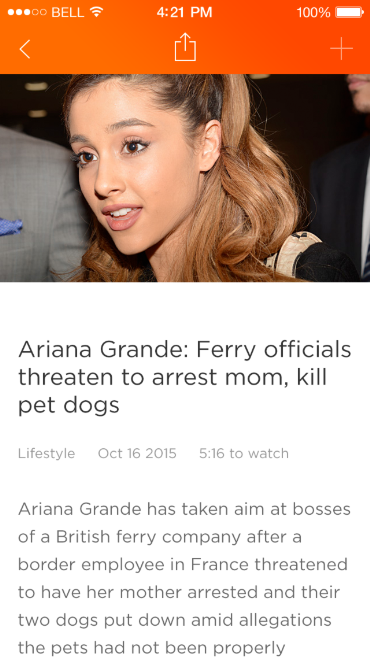 BELL 4:21 PM 100%
Ariana Grande: Ferry officials
threaten to arrest mom, kill
pet dogs
Lifestyle Oct 16 2015 5:16 to watch
Ariana Grande has taken aim at bosses
of a British ferry company after a
border employee in France threatened
to have her mother arrested and their
two dogs put down amid allegations
the pets had not been properly